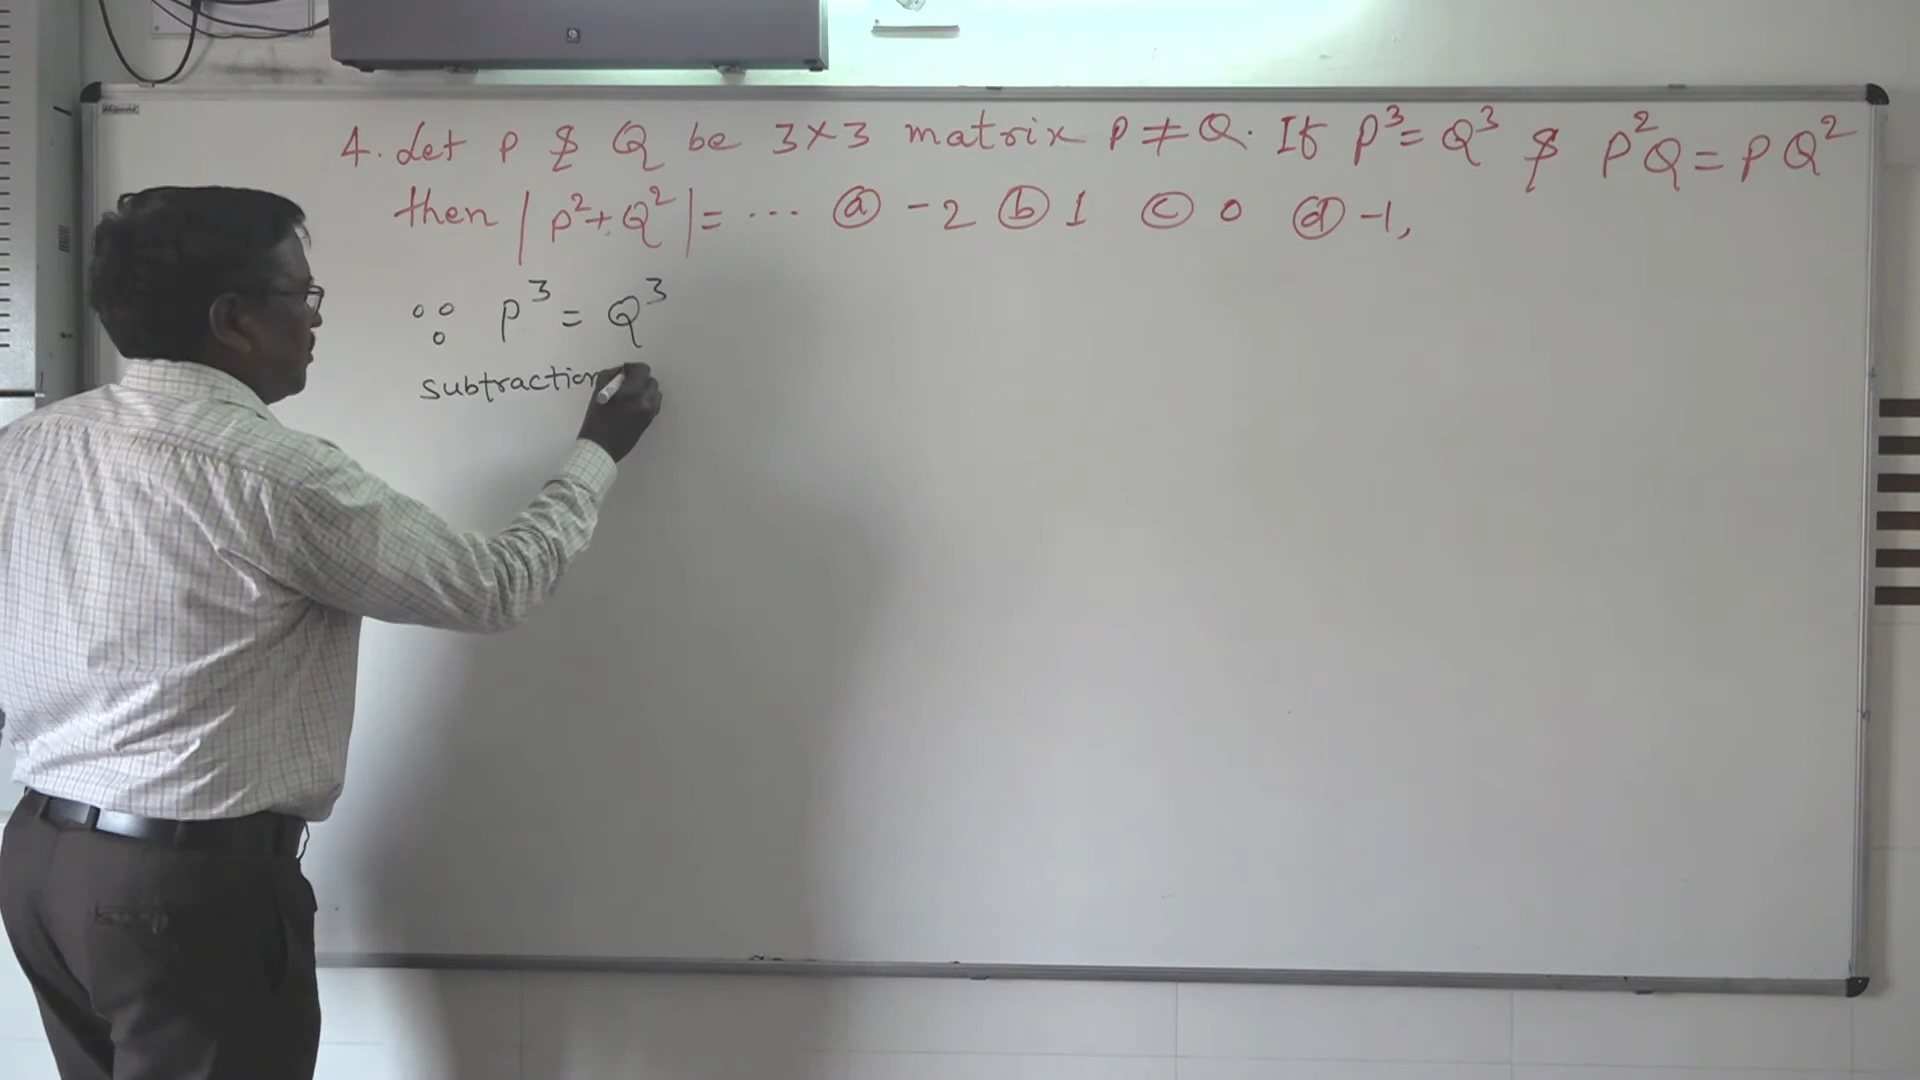 4. Let P & Q be 3×3 matrix P ≠ Q. If P³ = Q³ & P²Q = PQ²
then |P²+Q²| = ... ⓐ -2 ⓑ 1 ⓒ 0 ⓓ -1,
∵ P³ = Q³
subtraction